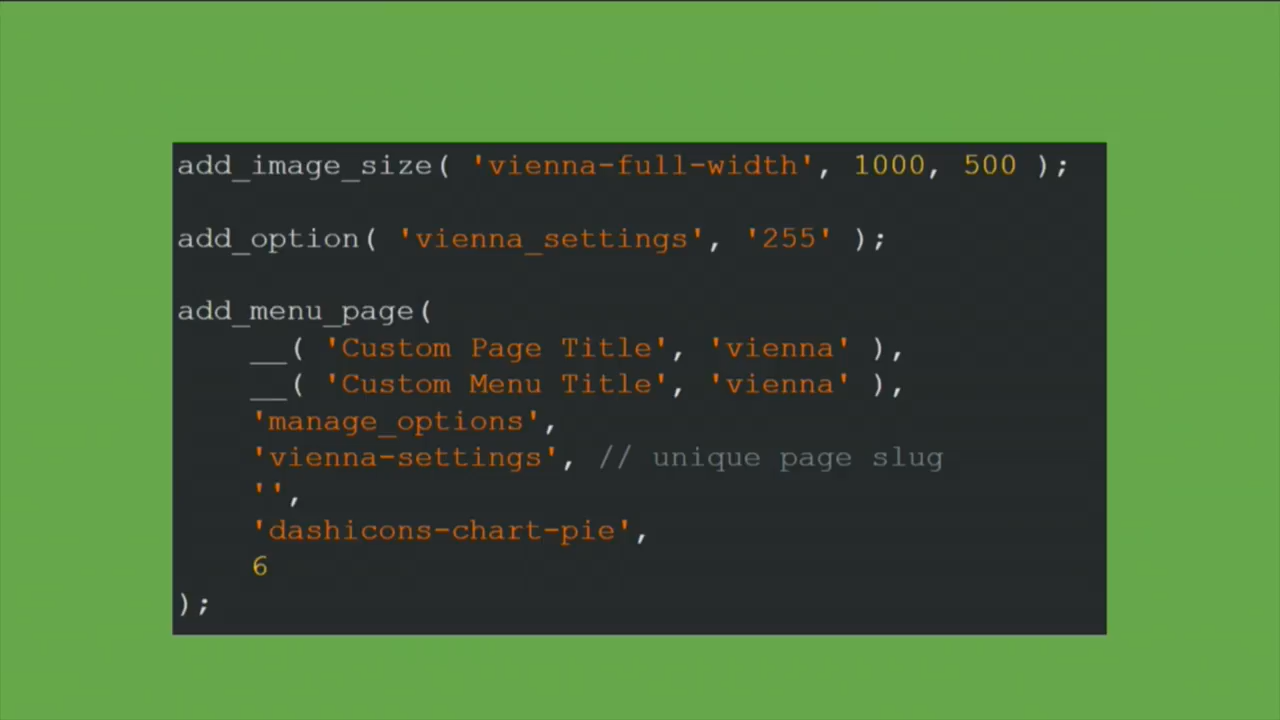 add_image_size( 'vienna-full-width', 1000, 500 );
add_option( 'vienna_settings', '255' );
add_menu_page(
__( 'Custom Page Title', 'vienna' ),
__( 'Custom Menu Title', 'vienna' ),
'manage_options',
'vienna-settings', // unique page slug
'',
'dashicons-chart-pie',
6
);